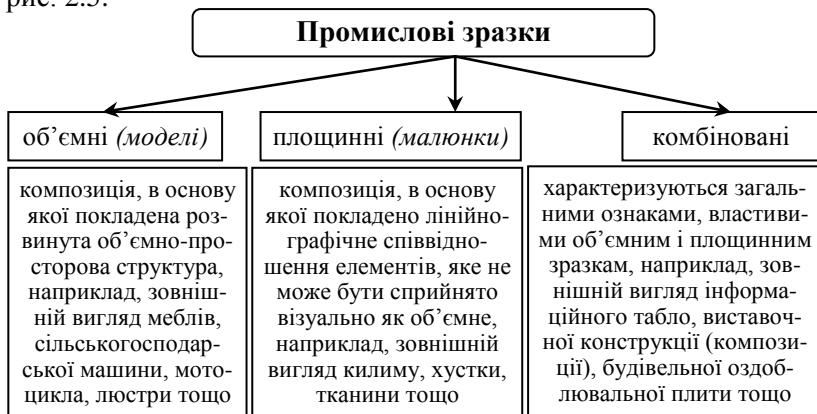 рис. 2.3.
Промислові зразки
об’ємні (моделі)
композиція, в основу
якої покладена роз-
винута об’ємно-про-
сторова структура,
наприклад, зовніш-
ній вигляд меблів,
сільськогосподар-
ської машини, мото-
цикла, люстри тощо
площинні (малюнки)
композиція, в основу
якої покладено лінійно-
графічне співвідно-
шення елементів, яке не
може бути сприйнято
візуально як об’ємне,
наприклад, зовнішній
вигляд килиму, хустки,
тканини тощо
комбіновані
характеризуються загаль-
ними ознаками, властиви-
ми об’ємним і площинним
зразкам, наприклад, зов-
нішній вигляд інформа-
ційного табло, виставоч-
ної конструкції (компози-
ції), будівельної оздоб-
лювальної плити тощо